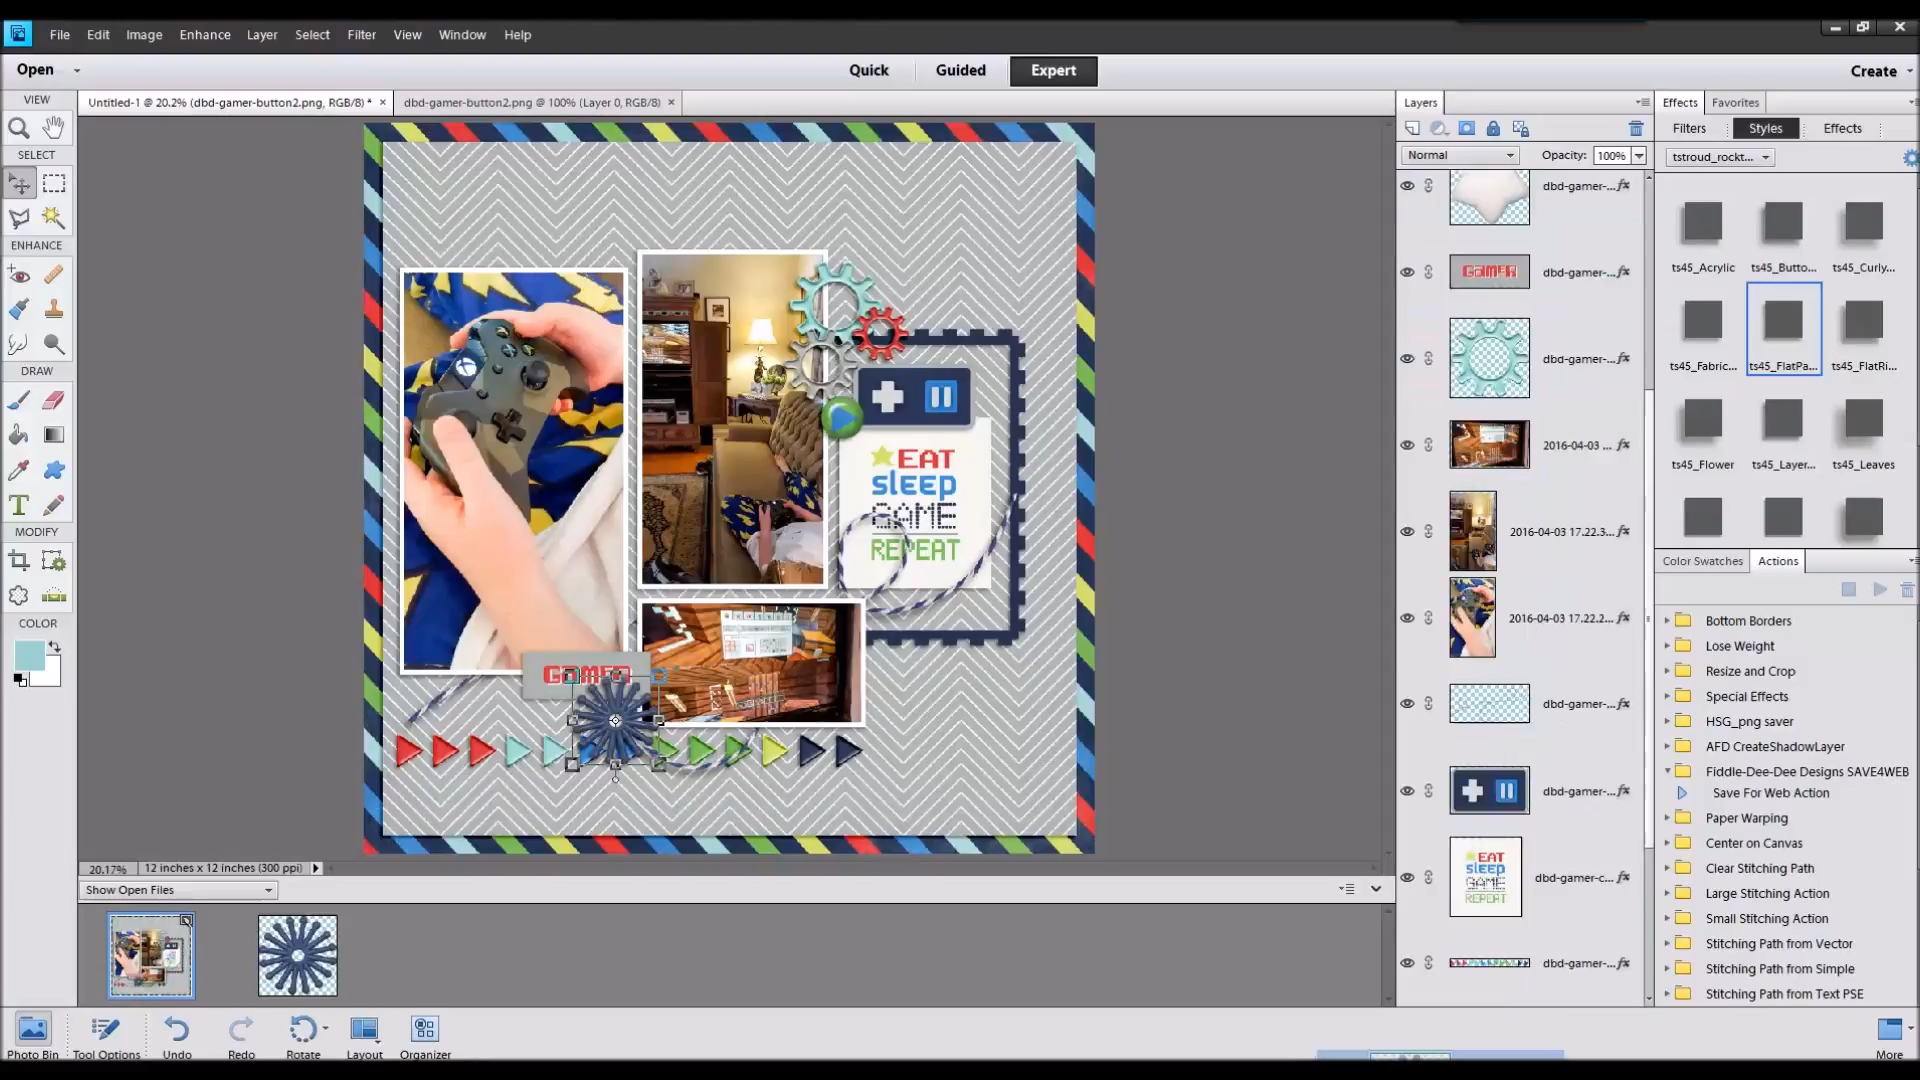 File Edit Image Enhance Layer Select Filter View Window Help
Open Quick Guided Expert Create
VIEW
SELECT
ENHANCE
DRAW
MODIFY
COLOR
Untitled-1 @ 20.2% (dbd-gamer-button2.png, RGB/8) * × dbd-gamer-button2.png @ 100% (Layer 0, RGB/8) ×
EAT
sleep
GAME
REPEAT
GAMER
20.17% 12 inches x 12 inches (300 ppi)
Show Open Files
Photo Bin Tool Options Undo Redo Rotate Layout Organizer More
Layers
Normal Opacity: 100%
dbd-gamer-...
GAMER dbd-gamer-...
dbd-gamer-...
2016-04-03 ...
2016-04-03 17.22.3...
2016-04-03 17.22.2...
dbd-gamer-...
dbd-gamer-...
EAT
sleep
GAME
REPEAT
dbd-gamer-c...
dbd-gamer-...
Effects Favorites
Filters Styles Effects
tstroud_rockt...
ts45_Acrylic ts45_Butto... ts45_Curly...
ts45_Fabric... ts45_FlatPa... ts45_FlatRi...
ts45_Flower ts45_Layer... ts45_Leaves
Color Swatches Actions
Bottom Borders
Lose Weight
Resize and Crop
Special Effects
HSG_png saver
AFD CreateShadowLayer
Fiddle-Dee-Dee Designs SAVE4WEB
Save For Web Action
Paper Warping
Center on Canvas
Clear Stitching Path
Large Stitching Action
Small Stitching Action
Stitching Path from Vector
Stitching Path from Simple
Stitching Path from Text PSE